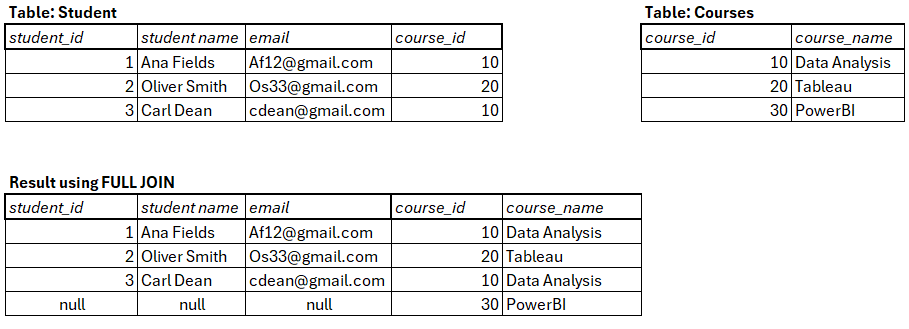 Table: Student
student_id student name email course_id
1 Ana Fields Af12@gmail.com 10
2 Oliver Smith Os33@gmail.com 20
3 Carl Dean cdean@gmail.com 10
Table: Courses
course_id course_name
10 Data Analysis
20 Tableau
30 PowerBI
Result using FULL JOIN
student_id student name email course_id course_name
1 Ana Fields Af12@gmail.com 10 Data Analysis
2 Oliver Smith Os33@gmail.com 20 Tableau
3 Carl Dean cdean@gmail.com 10 Data Analysis
null null null 30 PowerBI